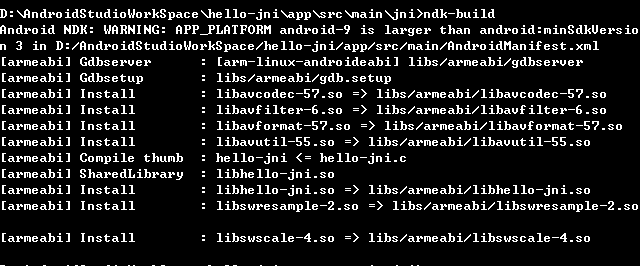 D:\AndroidStudioWorkSpace\hello-jni\app\src\main\jni>ndk-build
Android NDK: WARNING: APP_PLATFORM android-9 is larger than android:minSdkVersio
n 3 in D:/AndroidStudioWorkSpace/hello-jni/app/src/main/AndroidManifest.xml
[armeabi] Gdbserver      : [arm-linux-androideabi] libs/armeabi/gdbserver
[armeabi] Gdbsetup       : libs/armeabi/gdb.setup
[armeabi] Install        : libavcodec-57.so => libs/armeabi/libavcodec-57.so
[armeabi] Install        : libavfilter-6.so => libs/armeabi/libavfilter-6.so
[armeabi] Install        : libavformat-57.so => libs/armeabi/libavformat-57.so
[armeabi] Install        : libavutil-55.so => libs/armeabi/libavutil-55.so
[armeabi] Compile thumb  : hello-jni <= hello-jni.c
[armeabi] SharedLibrary  : libhello-jni.so
[armeabi] Install        : libhello-jni.so => libs/armeabi/libhello-jni.so
[armeabi] Install        : libswresample-2.so => libs/armeabi/libswresample-2.so
[armeabi] Install        : libswscale-4.so => libs/armeabi/libswscale-4.so